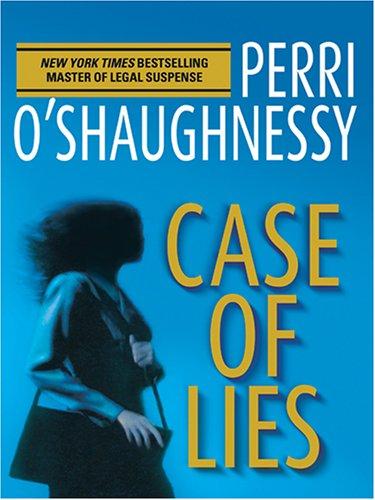 NEW YORK TIMES BESTSELLING
MASTER OF LEGAL SUSPENSE
PERRI
O'SHAUGHNESSY
CASE
OF
LIES